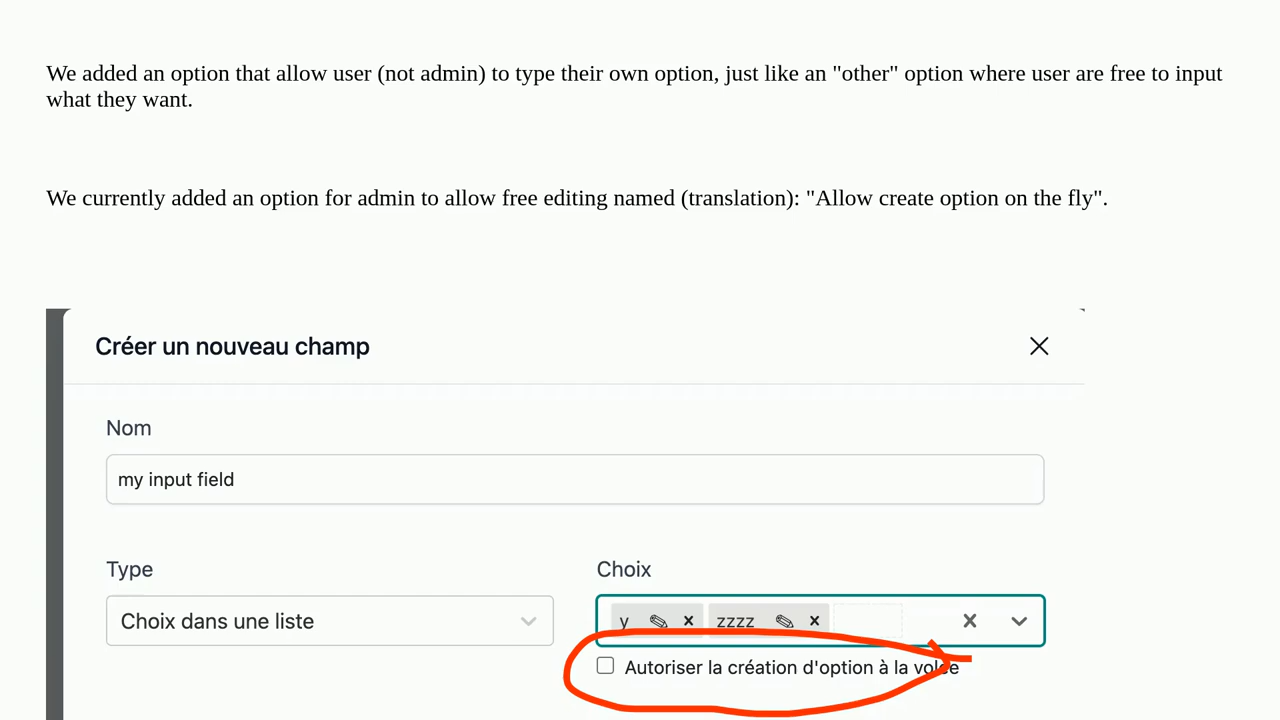 We added an option that allow user (not admin) to type their own option, just like an "other" option where user are free to input
what they want.
We currently added an option for admin to allow free editing named (translation): "Allow create option on the fly".
Créer un nouveau champ
Nom
my input field
Type
Choix
Choix dans une liste
y
zzzz
Autoriser la création d'option à la volée